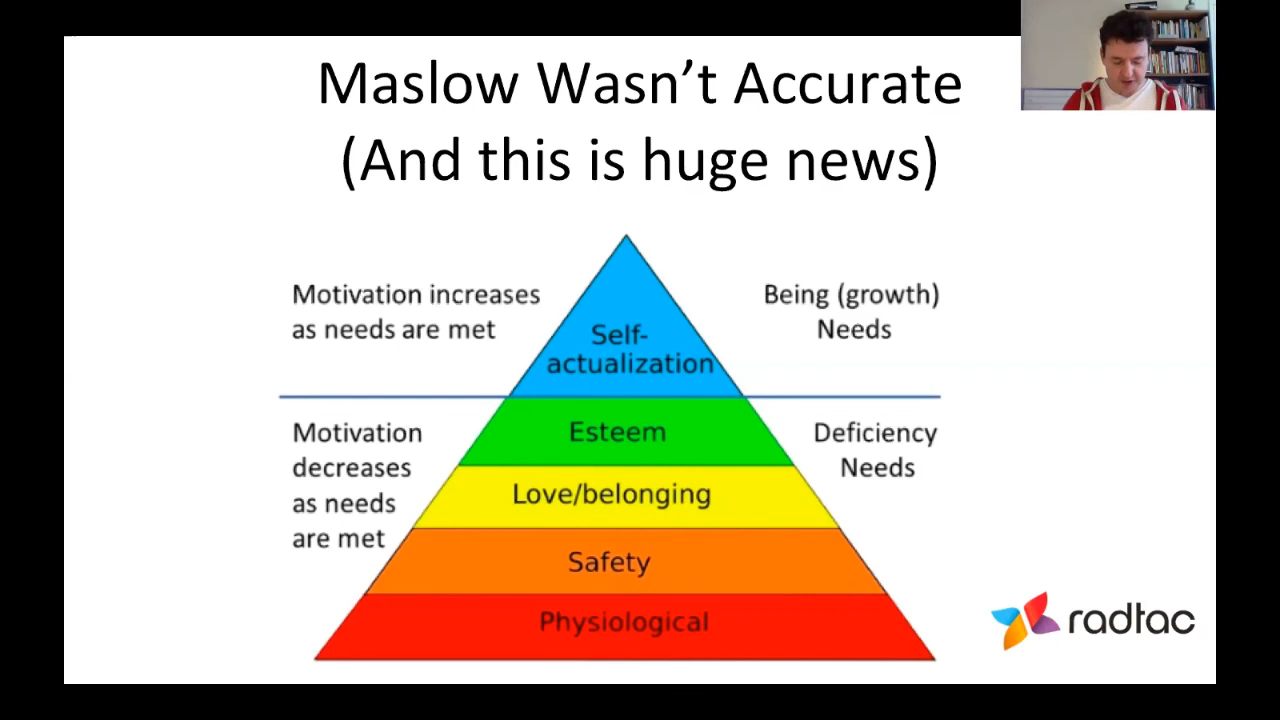 Maslow Wasn’t Accurate
(And this is huge news)
Motivation increases
as needs are met
Being (growth)
Needs
Self-
actualization
Motivation
decreases
as needs
are met
Esteem
Deficiency
Needs
Love/belonging
Safety
Physiological
radtac